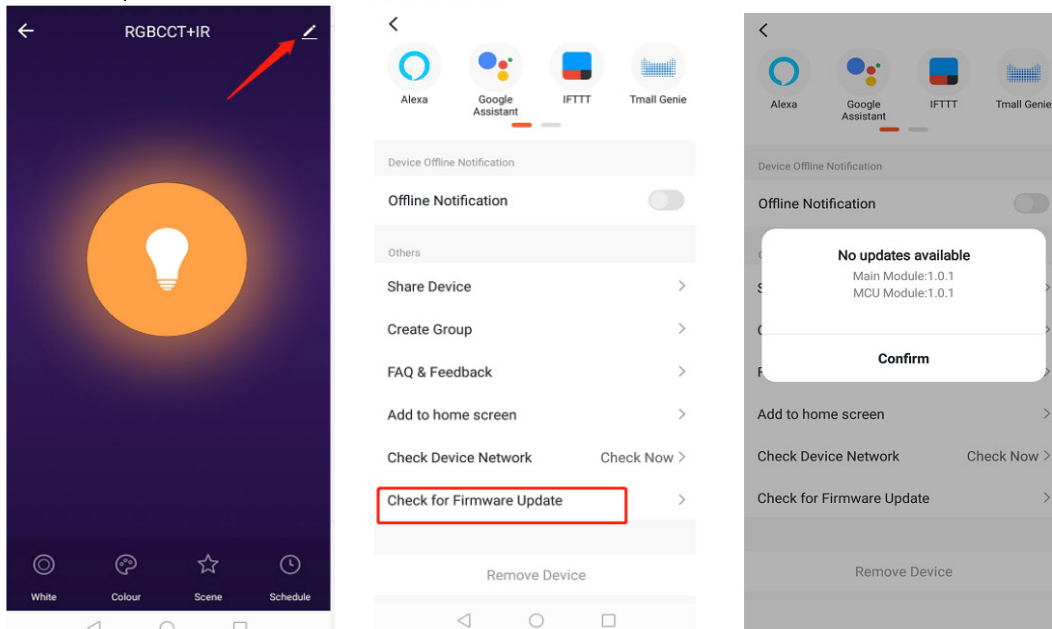 RGBCCT+IR
White
Colour
Scene
Schedule
Alexa
Google
Assistant
IFTTT
Tmall Genie
Device Offline Notification
Offline Notification
Others
Share Device
Create Group
FAQ & Feedback
Add to home screen
Check Device Network
Check Now
Check for Firmware Update
Remove Device
Alexa
Google
Assistant
IFTTT
Tmall Genie
Device Offline Notification
Offline Notification
No updates available
Main Module:1.0.1
MCU Module:1.0.1
Confirm
Add to home screen
Check Device Network
Check Now
Check for Firmware Update
Remove Device